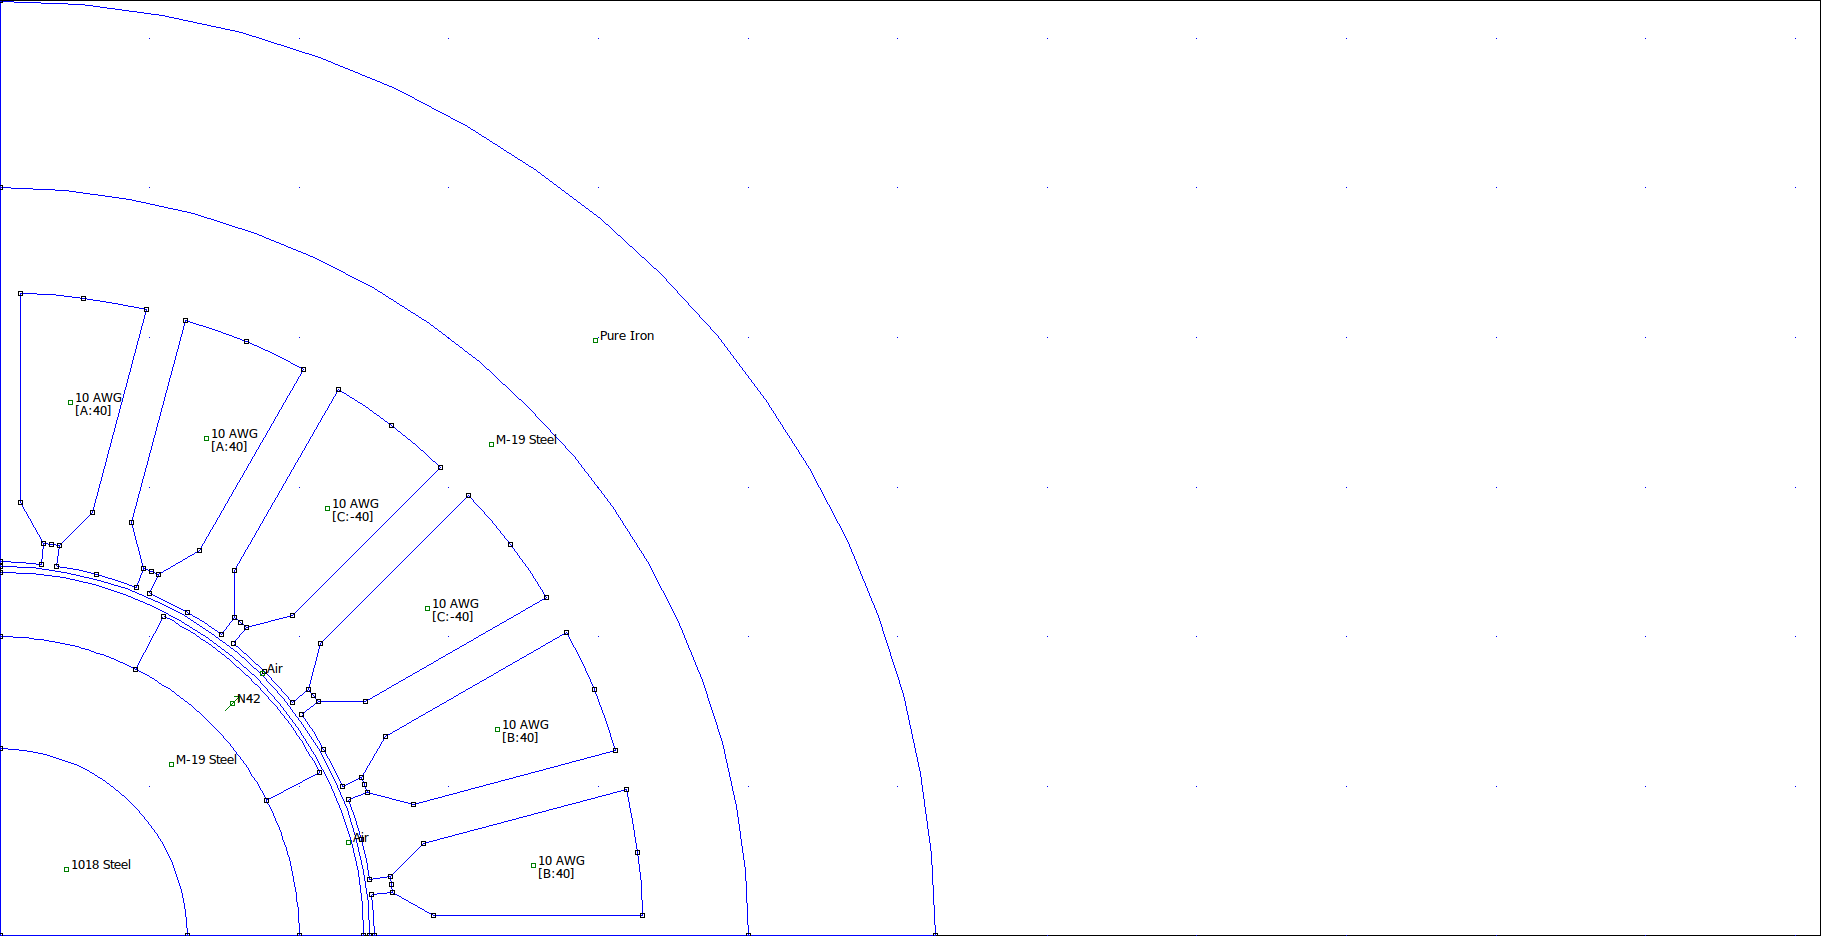 Pure Iron
10 AWG
[A:40]
10 AWG
[A:40]
M-19 Steel
10 AWG
[C:-40]
10 AWG
[C:-40]
Air
N42
10 AWG
[B:40]
M-19 Steel
Air
10 AWG
[B:40]
1018 Steel